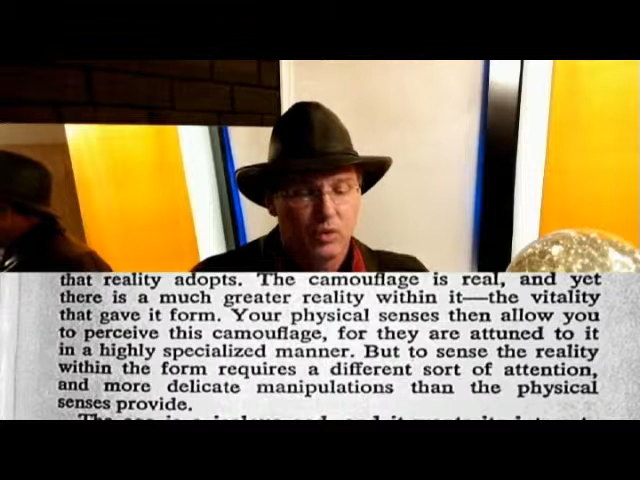 that reality adopts. The camouflage is real, and yet
there is a much greater reality within it—the vitality
that gave it form. Your physical senses then allow you
to perceive this camouflage, for they are attuned to it
in a highly specialized manner. But to sense the reality
within the form requires a different sort of attention,
and more delicate manipulations than the physical
senses provide.